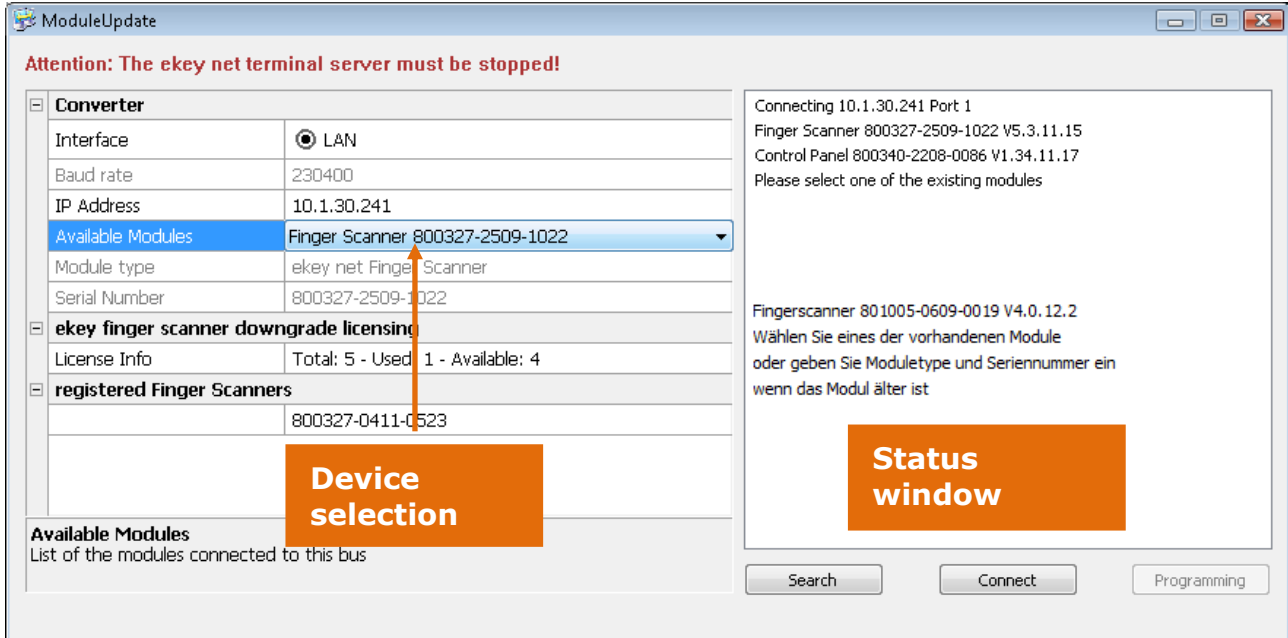 ModuleUpdate
Attention: The ekey net terminal server must be stopped!
Converter
Interface LAN
Baud rate 230400
IP Address 10.1.30.241
Available Modules Finger Scanner 800327-2509-1022
Module type ekey net Finger Scanner
Serial Number 800327-2509-1022
ekey finger scanner downgrade licensing
License Info Total: 5 - Used: 1 - Available: 4
registered Finger Scanners
800327-0411-0523
Device
selection
Available Modules
List of the modules connected to this bus
Connecting 10.1.30.241 Port 1
Finger Scanner 800327-2509-1022 V5.3.11.15
Control Panel 800340-2208-0086 V1.34.11.17
Please select one of the existing modules
Fingerscanner 801005-0609-0019 V4.0.12.2
Wählen Sie eines der vorhandenen Module
oder geben Sie Moduletype und Seriennummer ein
wenn das Modul älter ist
Status
window
Search Connect Programming